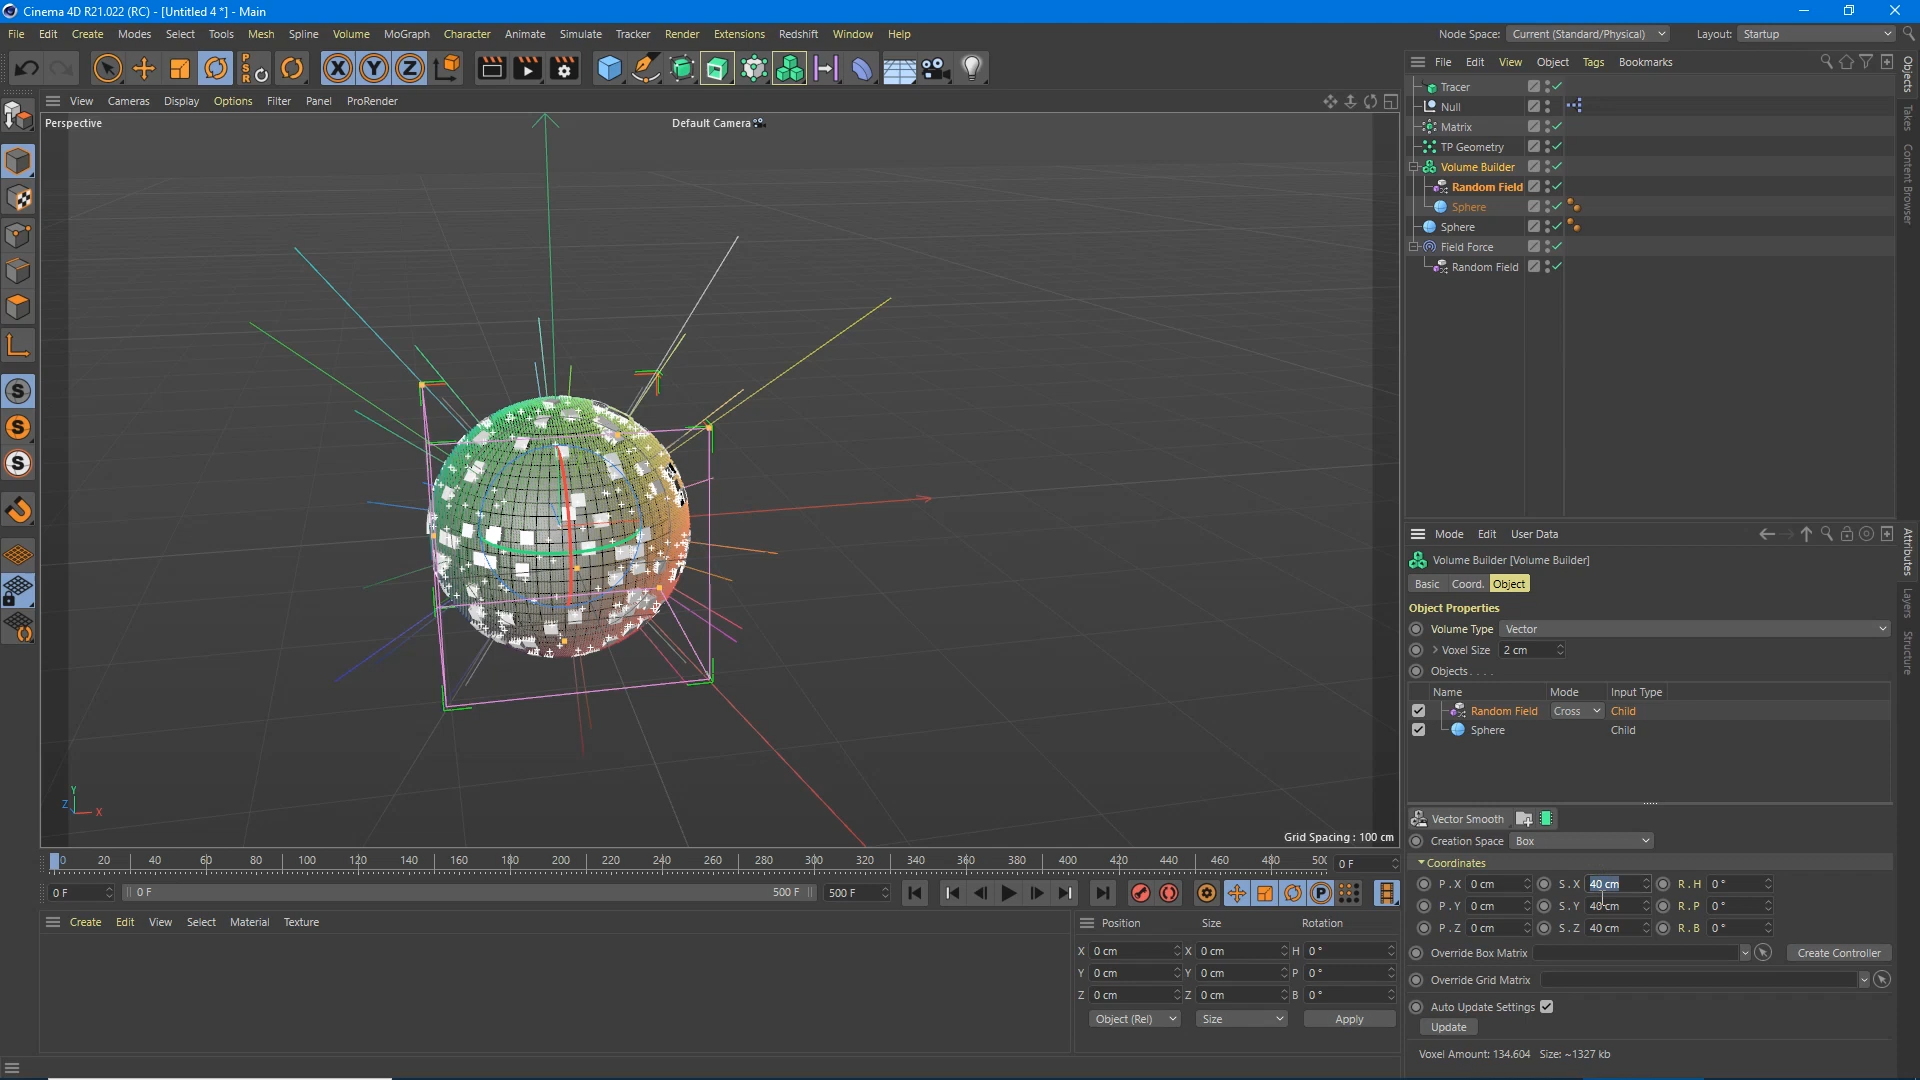 Cinema 4D R21.022 (RC) - [Untitled 4 *] - Main
File Edit Create Modes Select Tools Mesh Spline Volume MoGraph Character Animate Simulate Tracker Render Extensions Redshift Window Help
Node Space: Current (Standard/Physical) Layout: Startup
PSR
X Y Z
View Cameras Display Options Filter Panel ProRender
Perspective
Default Camera
Y
Z
X
Grid Spacing : 100 cm
File Edit View Object Tags Bookmarks
Tracer
Null
Matrix
TP Geometry
Volume Builder
Random Field
Sphere
Sphere
Field Force
Random Field
Objects
Takes
Content Browser
Mode Edit User Data
Volume Builder [Volume Builder]
Basic Coord. Object
Object Properties
Volume Type Vector
Voxel Size 2 cm
Objects . . . .
Name Mode Input Type
Random Field Cross Child
Sphere Child
Vector Smooth
Creation Space Box
Coordinates
P . X 0 cm S . X 40 cm R . H 0 °
P . Y 0 cm S . Y 40 cm R . P 0 °
P . Z 0 cm S . Z 40 cm R . B 0 °
Override Box Matrix Create Controller
Override Grid Matrix
Auto Update Settings
Update
Voxel Amount: 134.604 Size: ~1327 kb
Attributes
Layers
Structure
0 20 40 60 80 100 120 140 160 180 200 220 240 260 280 300 320 340 360 380 400 420 440 460 480 50 0 F
0 F 0 F 500 F 500 F
Create Edit View Select Material Texture
Position Size Rotation
X 0 cm X 0 cm H 0 °
Y 0 cm Y 0 cm P 0 °
Z 0 cm Z 0 cm B 0 °
Object (Rel) Size Apply